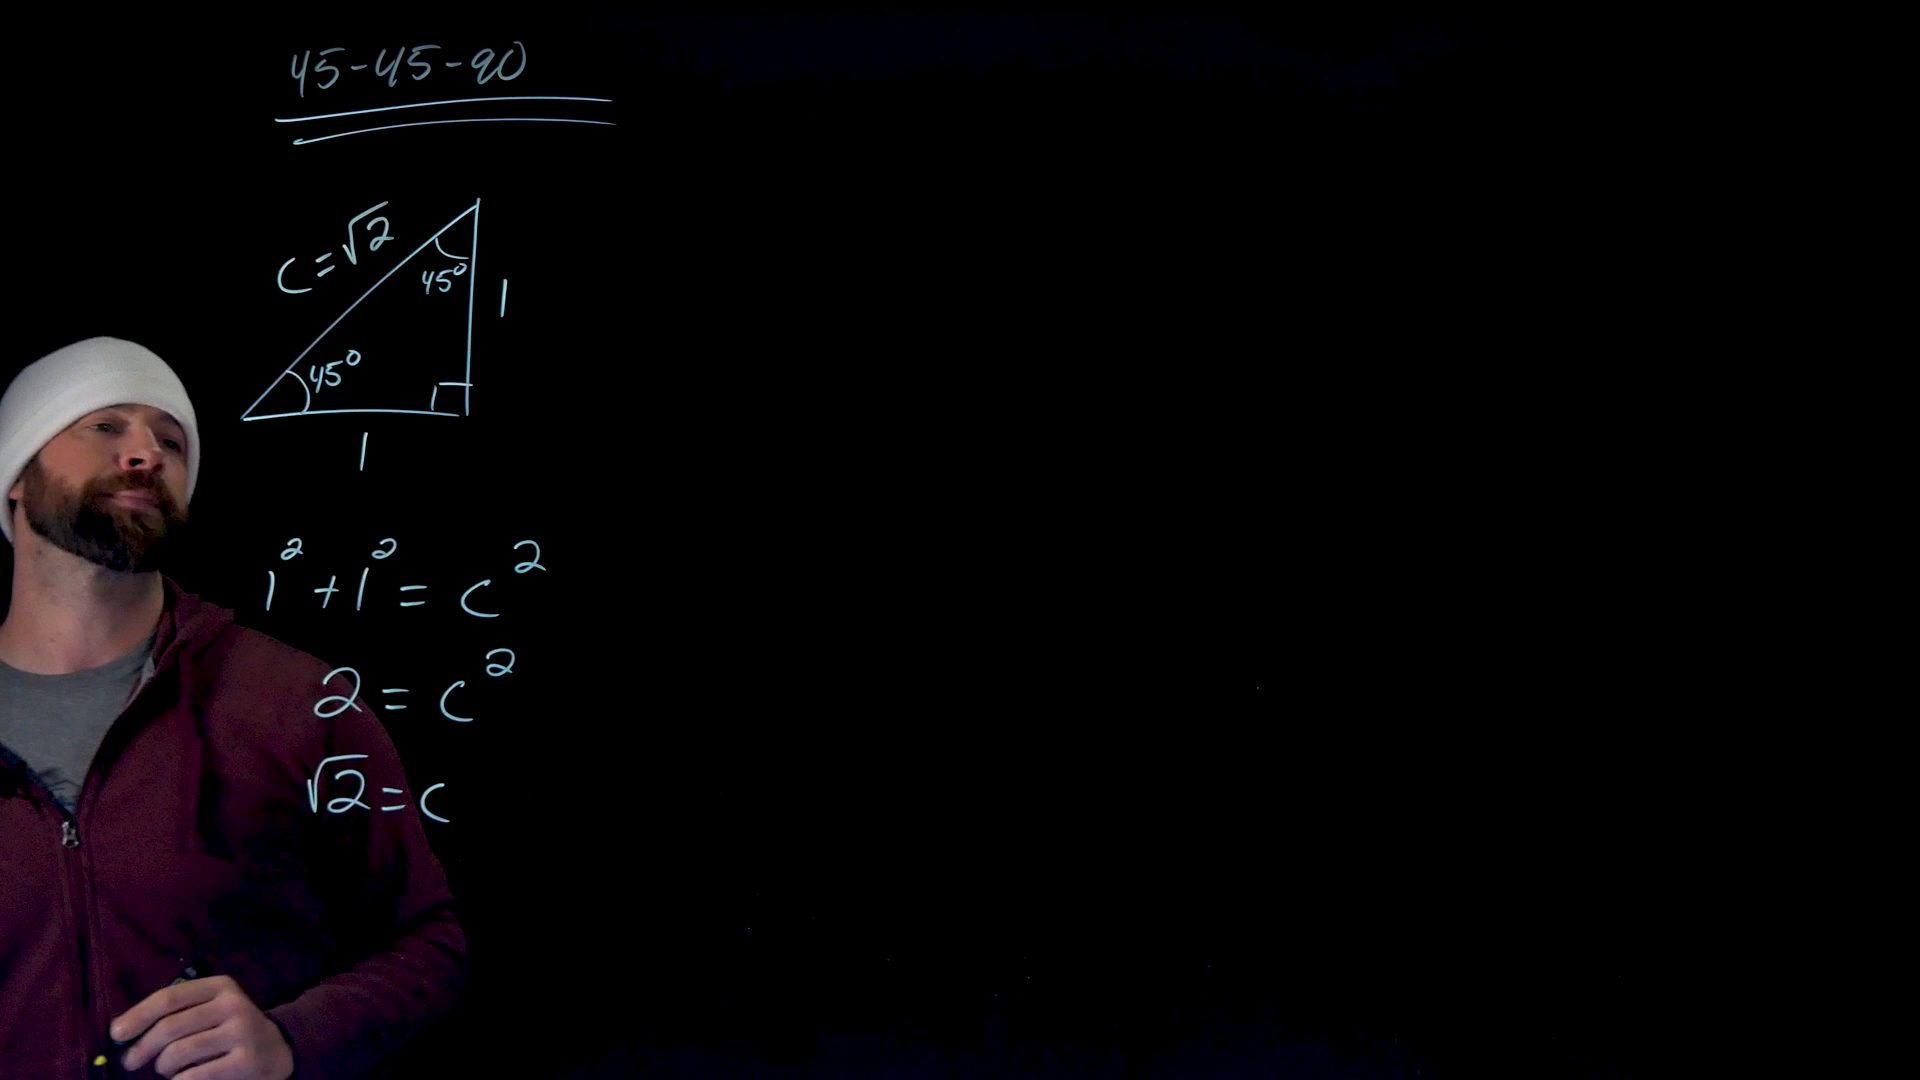 45-45-90
C=√2
45°
1
45°
1
1² + 1² = c²
2 = c²
√2 = c